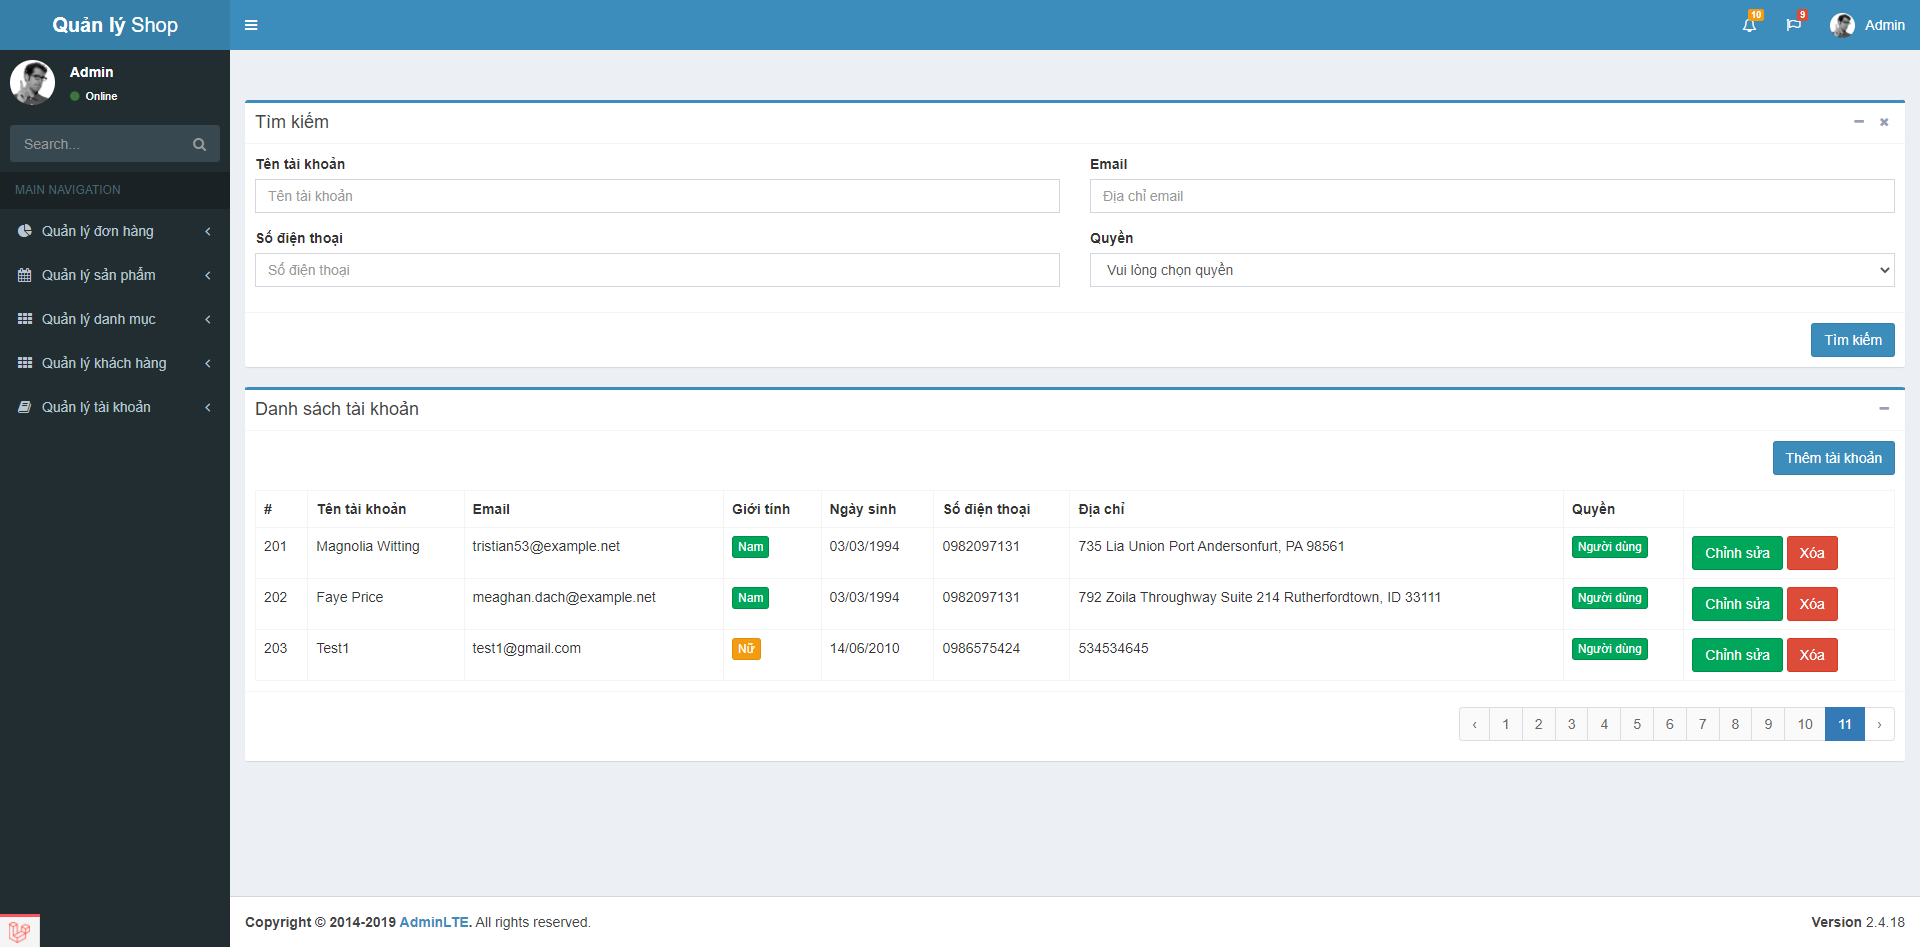 Quản lý Shop
10
9
Admin
Admin
Online
Search...
MAIN NAVIGATION
Quản lý đơn hàng
Quản lý sản phẩm
Quản lý danh mục
Quản lý khách hàng
Quản lý tài khoản
Tìm kiếm
Tên tài khoản
Email
Tên tài khoản
Địa chỉ email
Số điện thoại
Quyền
Số điện thoại
Vui lòng chọn quyền
Tìm kiếm
Danh sách tài khoản
Thêm tài khoản
# Tên tài khoản Email Giới tính Ngày sinh Số điện thoại Địa chỉ Quyền
201 Magnolia Witting tristian53@example.net Nam 03/03/1994 0982097131 735 Lia Union Port Andersonfurt, PA 98561 Người dùng Chỉnh sửa Xóa
202 Faye Price meaghan.dach@example.net Nam 03/03/1994 0982097131 792 Zoila Throughway Suite 214 Rutherfordtown, ID 33111 Người dùng Chỉnh sửa Xóa
203 Test1 test1@gmail.com Nữ 14/06/2010 0986575424 534534645 Người dùng Chỉnh sửa Xóa
‹ 1 2 3 4 5 6 7 8 9 10 11 ›
Copyright © 2014-2019 AdminLTE. All rights reserved.
Version 2.4.18